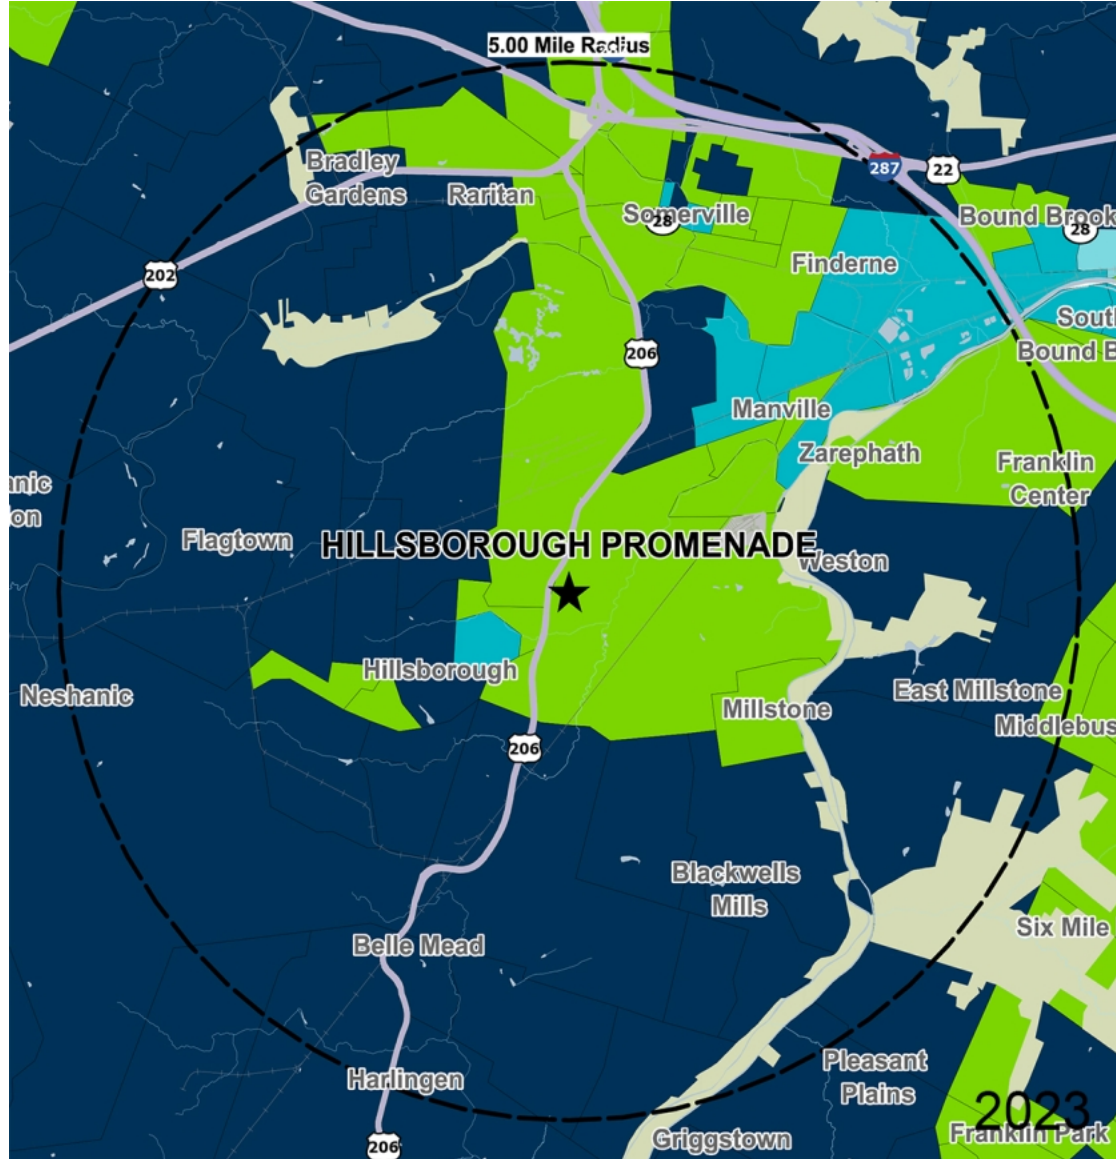 5.00 Mile Radius
Bradley
Gardens
Raritan
287
22
Somerville
28
Bound Brook
28
202
Finderne
South
Bound B
206
Manville
Zarephath
Franklin
Center
anic
on
Flagtown
HILLSBOROUGH PROMENADE
Weston
Hillsborough
Neshanic
East Millstone
Millstone
Middlebus
206
Blackwells
Mills
Six Mile
Belle Mead
Pleasant
Plains
Harlingen
2023
Franklin Park
206
Griggstown